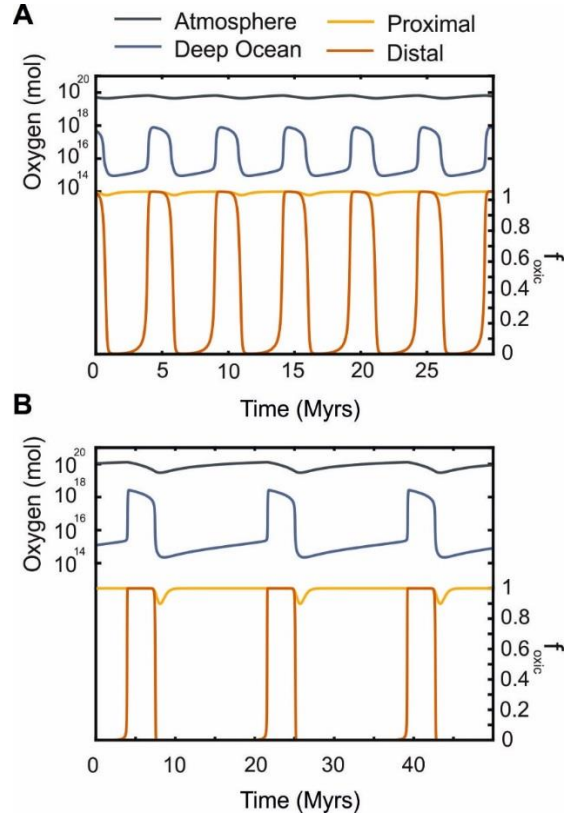 A
Atmosphere
Proximal
Deep Ocean
Distal
Oxygen (mol)
10^20
10^18
10^16
10^14
1
0.8
0.6
0.4
0.2
0
f_oxic
0 5 10 15 20 25
Time (Myrs)
B
Oxygen (mol)
10^20
10^18
10^16
10^14
1
0.8
0.6
0.4
0.2
0
f_oxic
0 10 20 30 40
Time (Myrs)